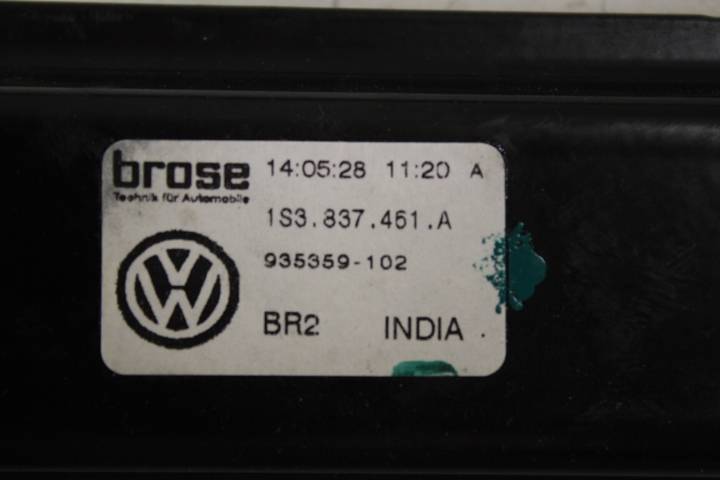 brose 14:05:28 11:20 A
Technik für Automobile
1S3.837.461.A
935359-102
BR2 INDIA